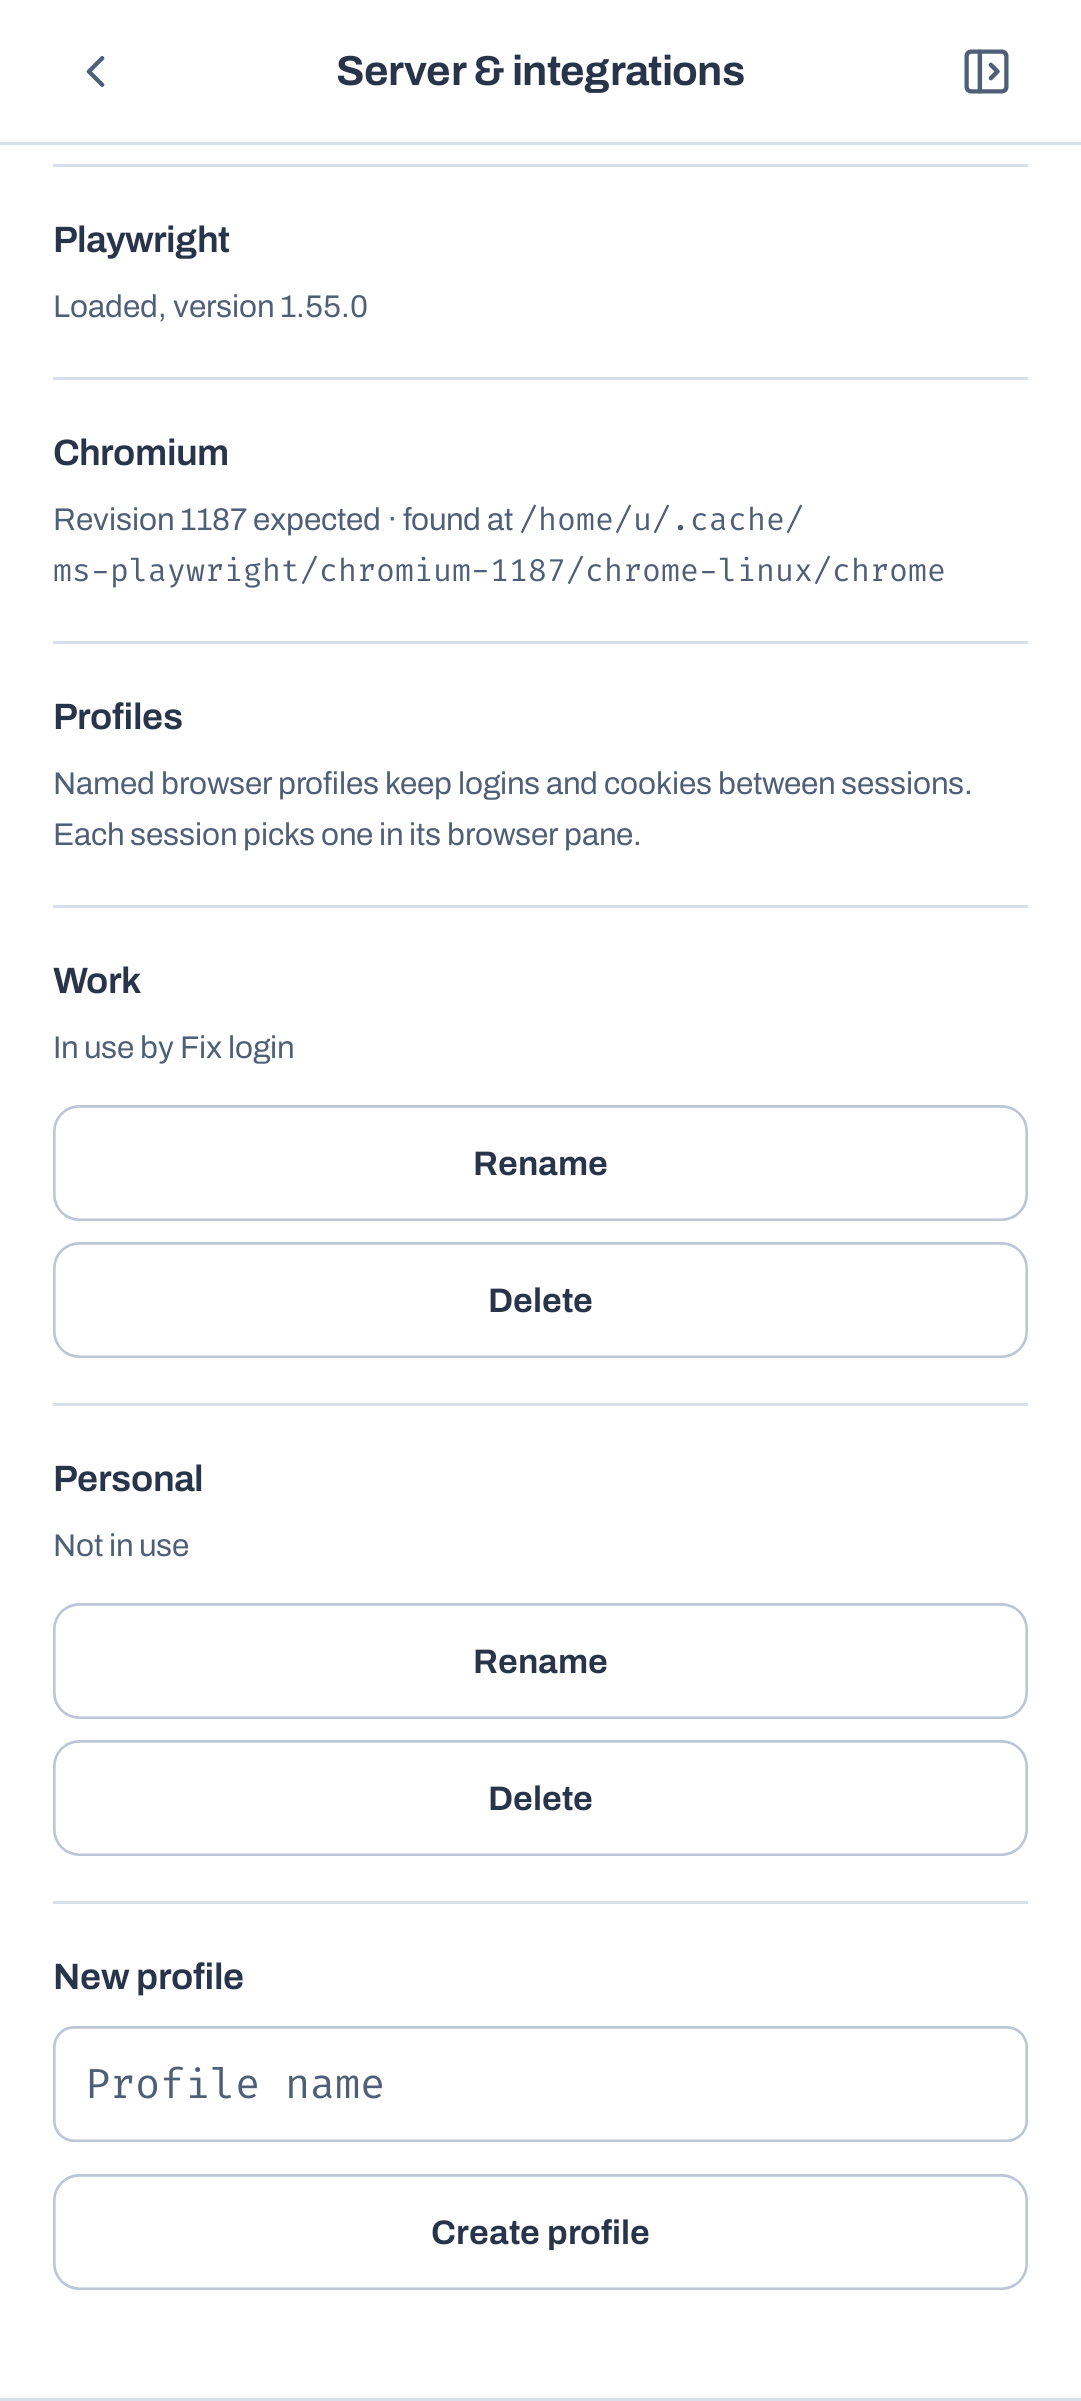 Server & integrations
Playwright
Loaded, version 1.55.0
Chromium
Revision 1187 expected · found at /home/u/.cache/
ms-playwright/chromium-1187/chrome-linux/chrome
Profiles
Named browser profiles keep logins and cookies between sessions.
Each session picks one in its browser pane.
Work
In use by Fix login
Rename
Delete
Personal
Not in use
Rename
Delete
New profile
Profile name
Create profile